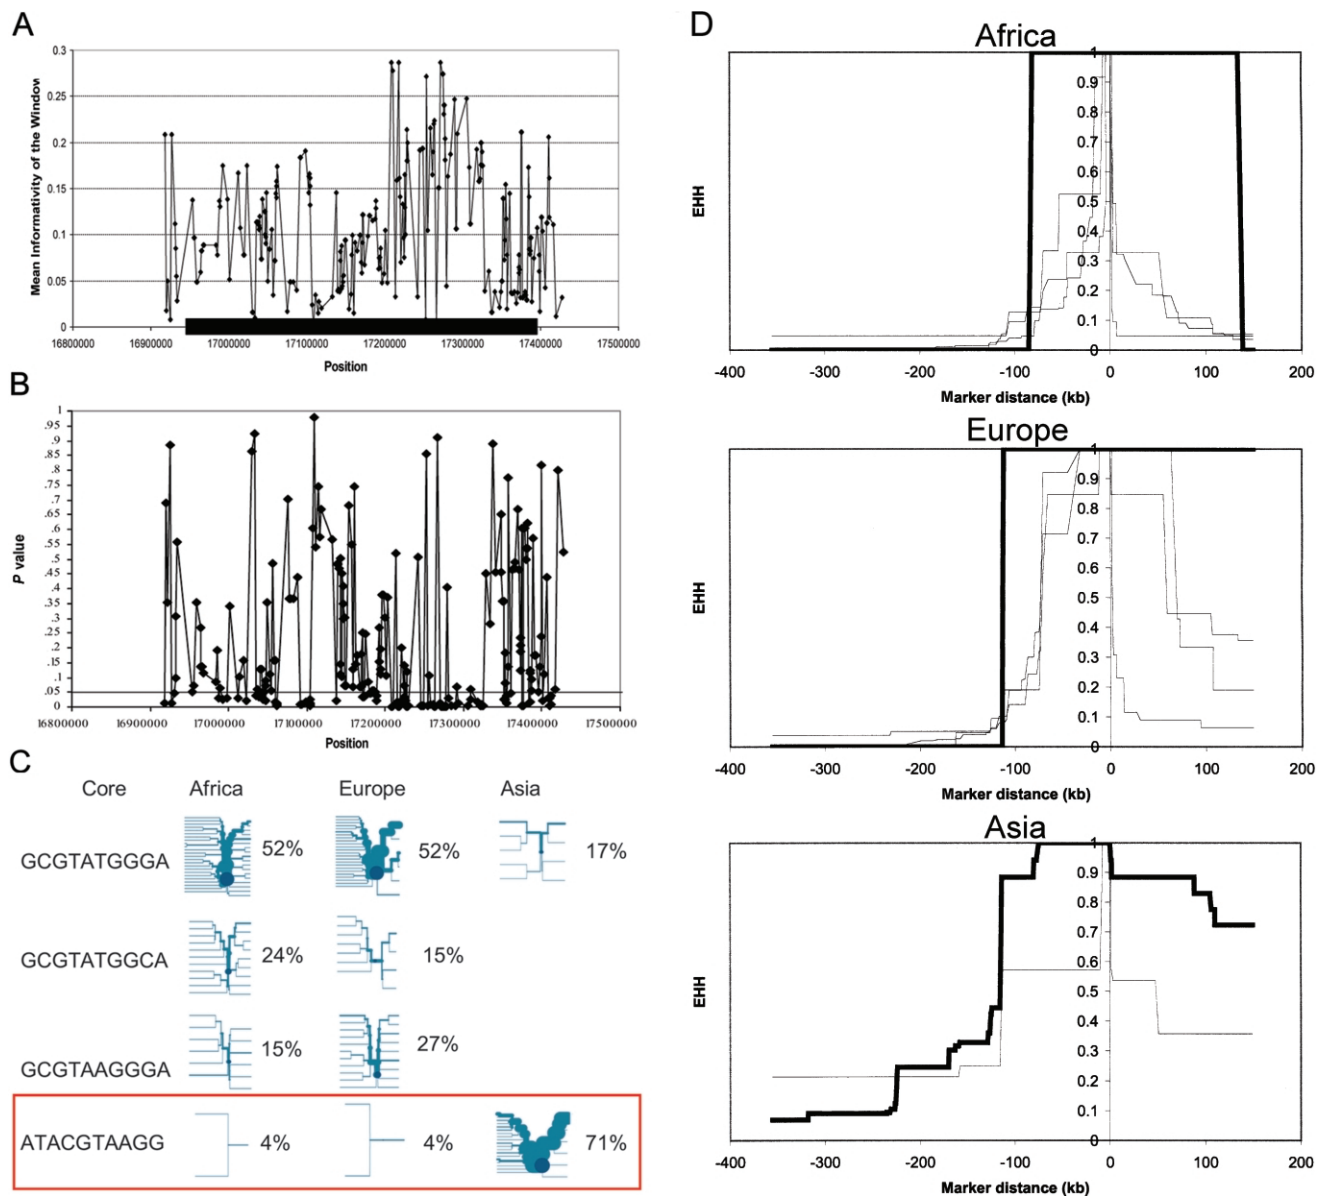 A
Mean Informativity of the Window
0.3
0.25
0.2
0.15
0.1
0.05
0
16800000 16900000 17000000 17100000 17200000 17300000 17400000 17500000
Position
B
P value
1
.95
.9
.85
.8
.75
.7
.65
.6
.55
.5
.45
.4
.35
.3
.25
.2
.15
.1
.05
0
16800000 16900000 17000000 17100000 17200000 17300000 17400000 17500000
Position
C
Core Africa Europe Asia
GCGTATGGGA 52% 52% 17%
GCGTATGGCA 24% 15%
GCGTAAGGGA 15% 27%
ATACGTAAGG 4% 4% 71%
D
Africa
EHH
1
0.9
0.8
0.7
0.6
0.5
0.4
0.3
0.2
0.1
0
-400 -300 -200 -100 0 100 200
Marker distance (kb)
Europe
EHH
1
0.9
0.8
0.7
0.6
0.5
0.4
0.3
0.2
0.1
0
-400 -300 -200 -100 0 100 200
Marker distance (kb)
Asia
EHH
1
0.9
0.8
0.7
0.6
0.5
0.4
0.3
0.2
0.1
0
-400 -300 -200 -100 0 100 200
Marker distance (kb)